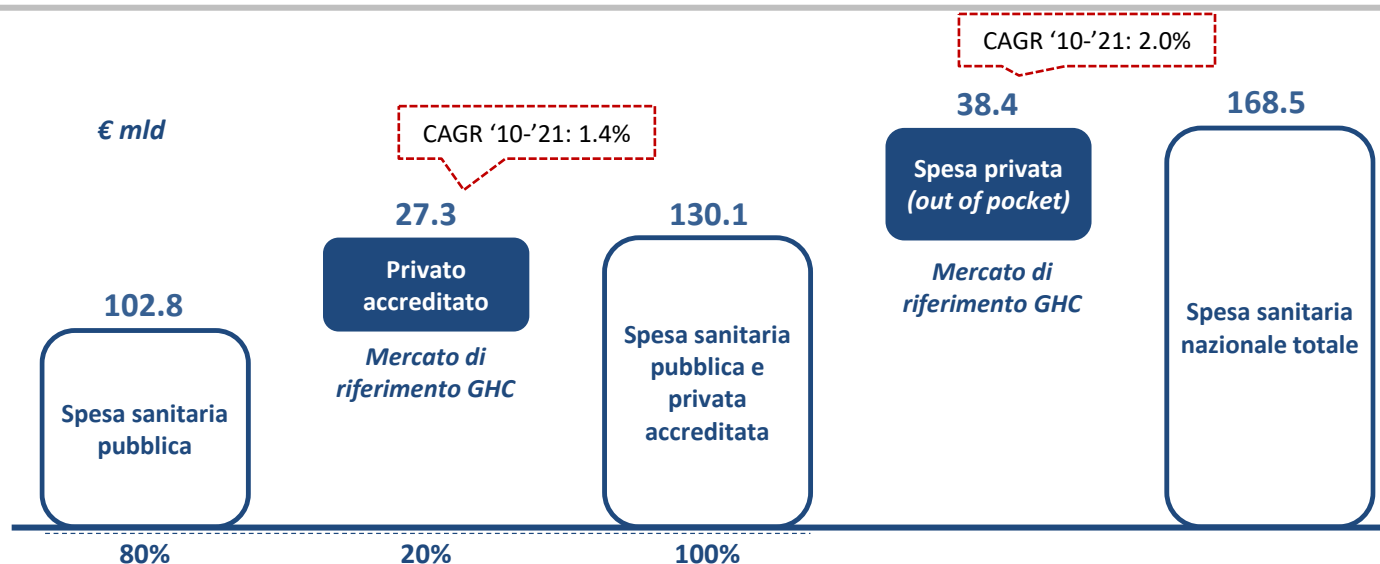 CAGR ‘10-’21: 2.0%
38.4
168.5
€ mld
CAGR ‘10-’21: 1.4%
Spesa privata
(out of pocket)
27.3
130.1
Privato
accreditato
Mercato di
riferimento GHC
102.8
Mercato di
riferimento GHC
Spesa sanitaria
pubblica e
privata
accreditata
Spesa sanitaria
nazionale totale
Spesa sanitaria
pubblica
80%
20%
100%